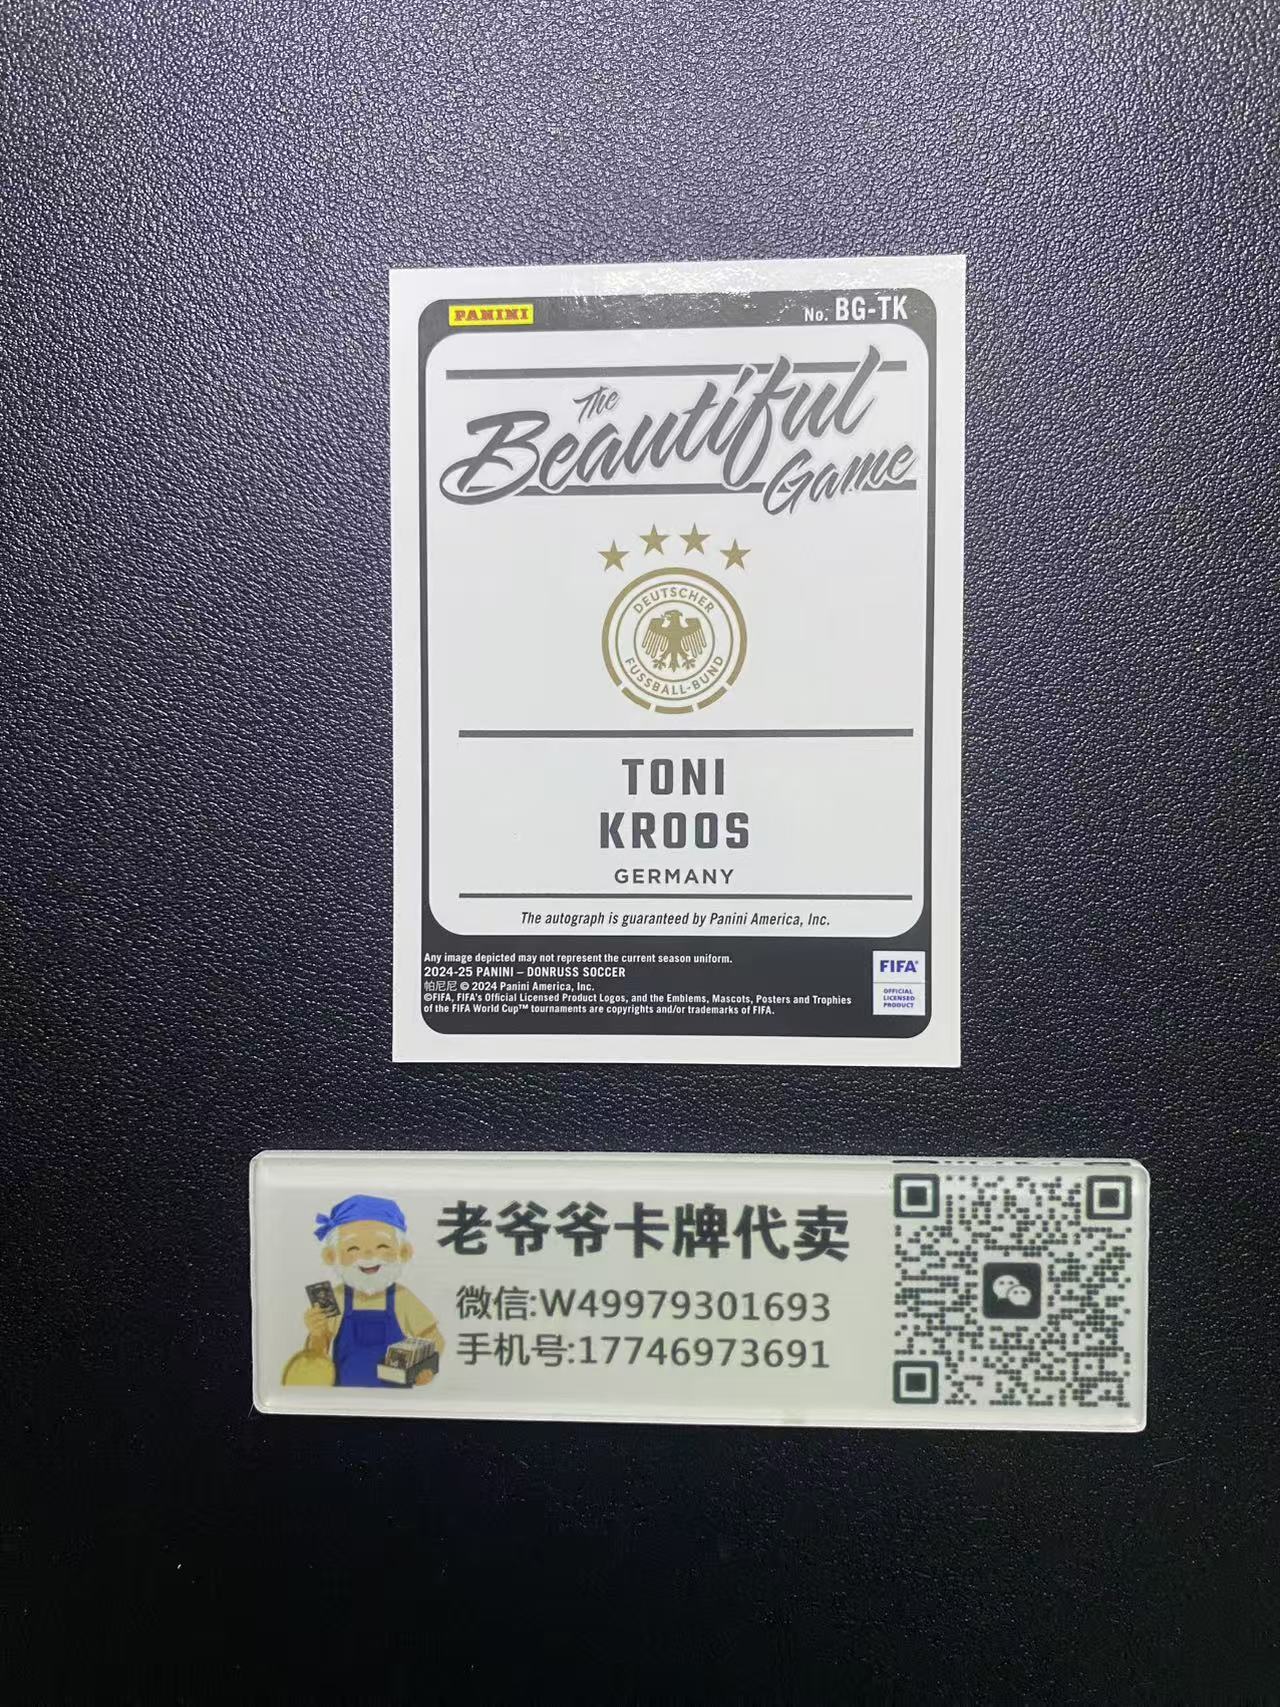 PANINI
No. BG-TK
The
Beautiful
Game
DEUTSCHER
FUSSBALL-BUND
TONI
KROOS
GERMANY
The autograph is guaranteed by Panini America, Inc.
Any image depicted may not represent the current season uniform.
2024-25 PANINI – DONRUSS SOCCER
帕尼尼 © 2024 Panini America, Inc.
©FIFA, FIFA's Official Licensed Product Logos, and the Emblems, Mascots, Posters and Trophies
of the FIFA World Cup™ tournaments are copyrights and/or trademarks of FIFA.
FIFA®
OFFICIAL
LICENSED
PRODUCT
老爷爷卡牌代卖
微信:W49979301693
手机号:17746973691